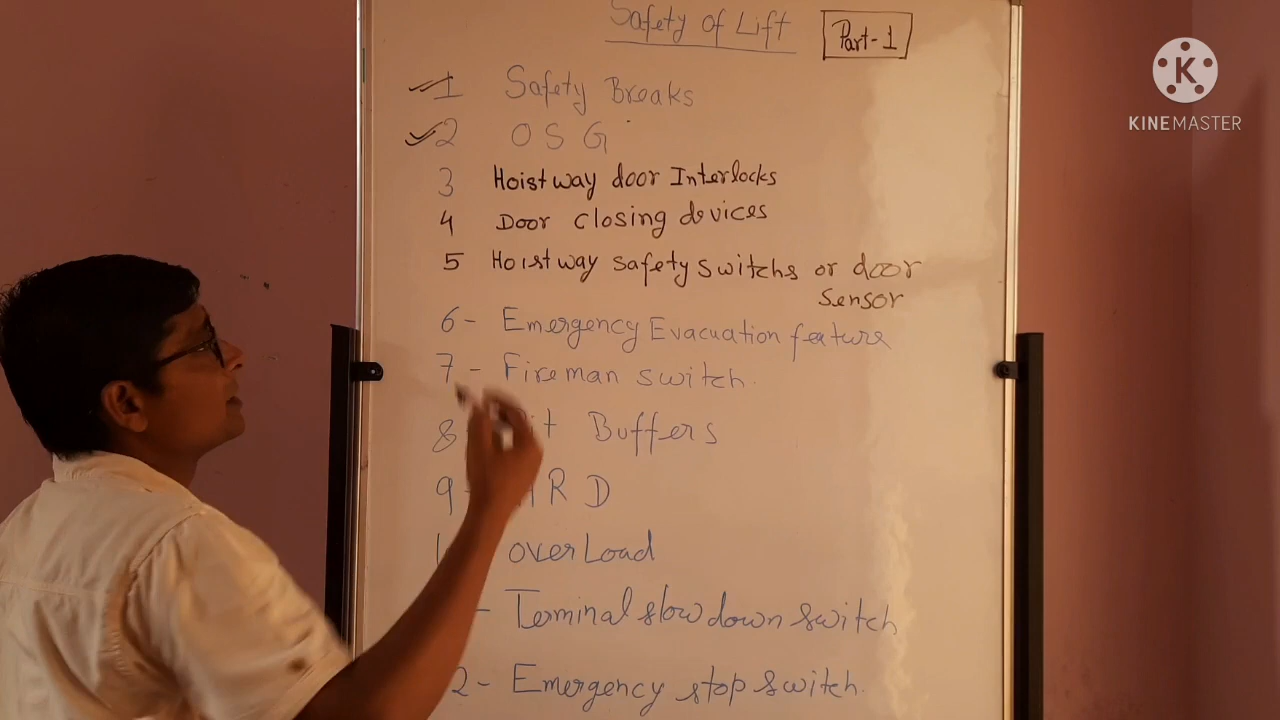 Safety of Lift
Part-1
1 Safety Breaks
2 O S G
3 Hoistway door Interlocks
4 Door closing devices
5 Hoistway safety switchs or door
sensor
6- Emergency Evacuation feature
7- Fireman switch.
8 Pit Buffers
9- A R D
1 overLoad
- Terminal slow down switch
2- Emergency stop switch.
K
KINEMASTER